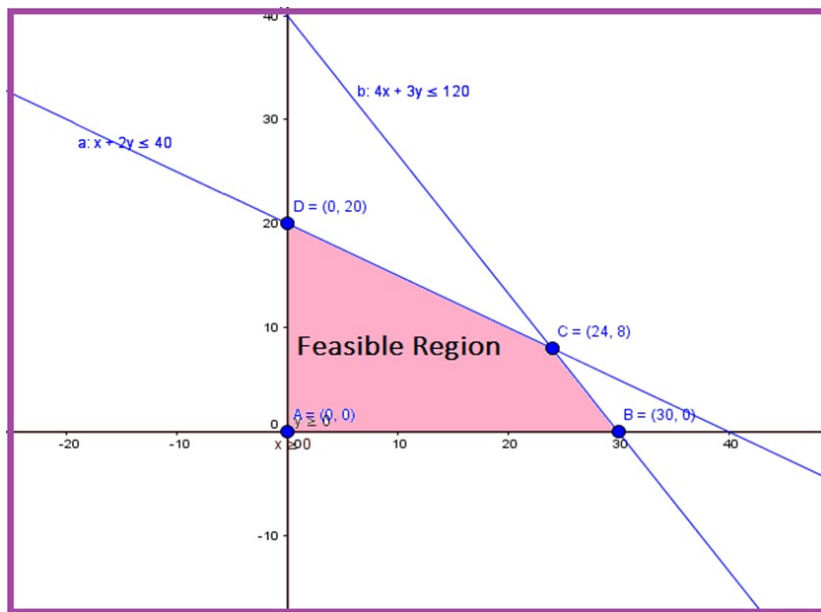 40
b: 4x + 3y ≤ 120
30
a: x + 2y ≤ 40
D = (0, 20)
20
10
C = (24, 8)
Feasible Region
A = (0, 0)
B = (30, 0)
0
y ≥ 0
-20
-10
x ≥ 0
0
10
20
30
40
-10